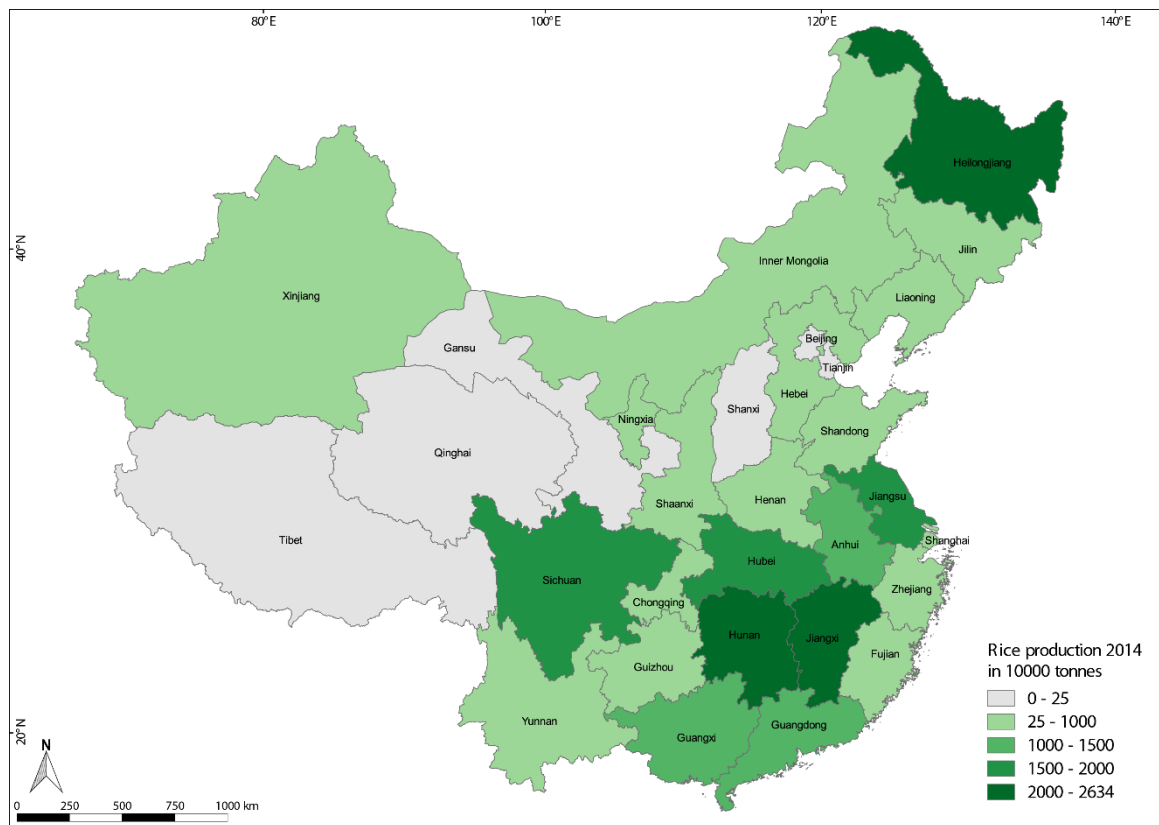 80°E
100°E
120°E
140°E
Heilongjiang
40°N
Jilin
Inner Mongolia
Xinjiang
Liaoning
Beijing
Gansu
Tianjin
Hebei
Shanxi
Ningxia
Shandong
Qinghai
Shaanxi
Henan
Jiangsu
Tibet
Anhui
Shanghai
Sichuan
Hubei
Zhejiang
Chongqing
Hunan
Jiangxi
Fujian
Guizhou
Yunnan
Guangdong
Guangxi
20°N
Rice production 2014
in 10000 tonnes
0 - 25
25 - 1000
1000 - 1500
1500 - 2000
2000 - 2634
N
0 250 500 750 1000 km